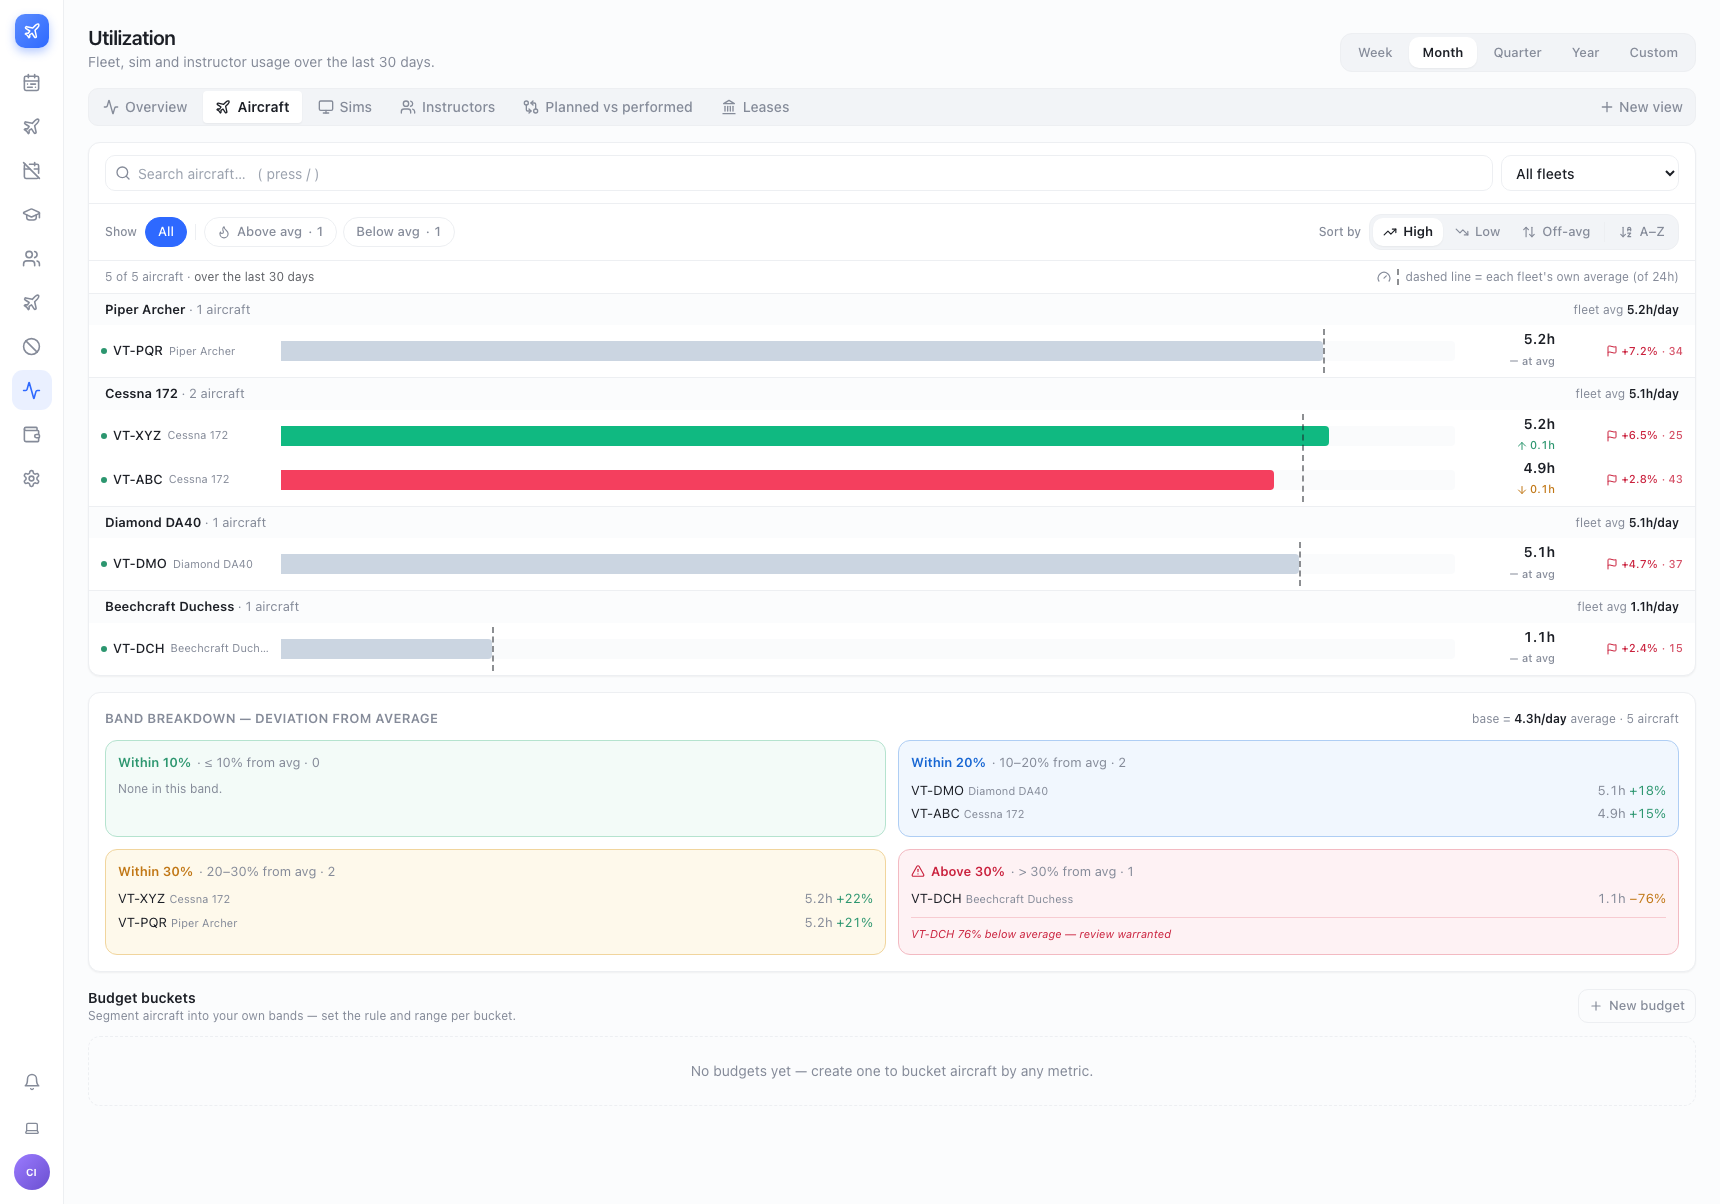 Utilization
Fleet, sim and instructor usage over the last 30 days.
Week Month Quarter Year Custom
Overview Aircraft Sims Instructors Planned vs performed Leases + New view
Search aircraft... ( press / ) All fleets
Show All Above avg · 1 Below avg · 1 Sort by High Low Off-avg A–Z
5 of 5 aircraft · over the last 30 days dashed line = each fleet's own average (of 24h)
Piper Archer · 1 aircraft fleet avg 5.2h/day
VT-PQR Piper Archer 5.2h
— at avg +7.2% · 34
Cessna 172 · 2 aircraft fleet avg 5.1h/day
VT-XYZ Cessna 172 5.2h
↑ 0.1h +6.5% · 25
VT-ABC Cessna 172 4.9h
↓ 0.1h +2.8% · 43
Diamond DA40 · 1 aircraft fleet avg 5.1h/day
VT-DMO Diamond DA40 5.1h
— at avg +4.7% · 37
Beechcraft Duchess · 1 aircraft fleet avg 1.1h/day
VT-DCH Beechcraft Duch... 1.1h
— at avg +2.4% · 15
BAND BREAKDOWN — DEVIATION FROM AVERAGE base = 4.3h/day average · 5 aircraft
Within 10% · ≤ 10% from avg · 0
None in this band.
Within 20% · 10–20% from avg · 2
VT-DMO Diamond DA40 5.1h +18%
VT-ABC Cessna 172 4.9h +15%
Within 30% · 20–30% from avg · 2
VT-XYZ Cessna 172 5.2h +22%
VT-PQR Piper Archer 5.2h +21%
Above 30% · > 30% from avg · 1
VT-DCH Beechcraft Duchess 1.1h −76%
VT-DCH 76% below average — review warranted
Budget buckets
Segment aircraft into your own bands — set the rule and range per bucket.
+ New budget
No budgets yet — create one to bucket aircraft by any metric.
CI